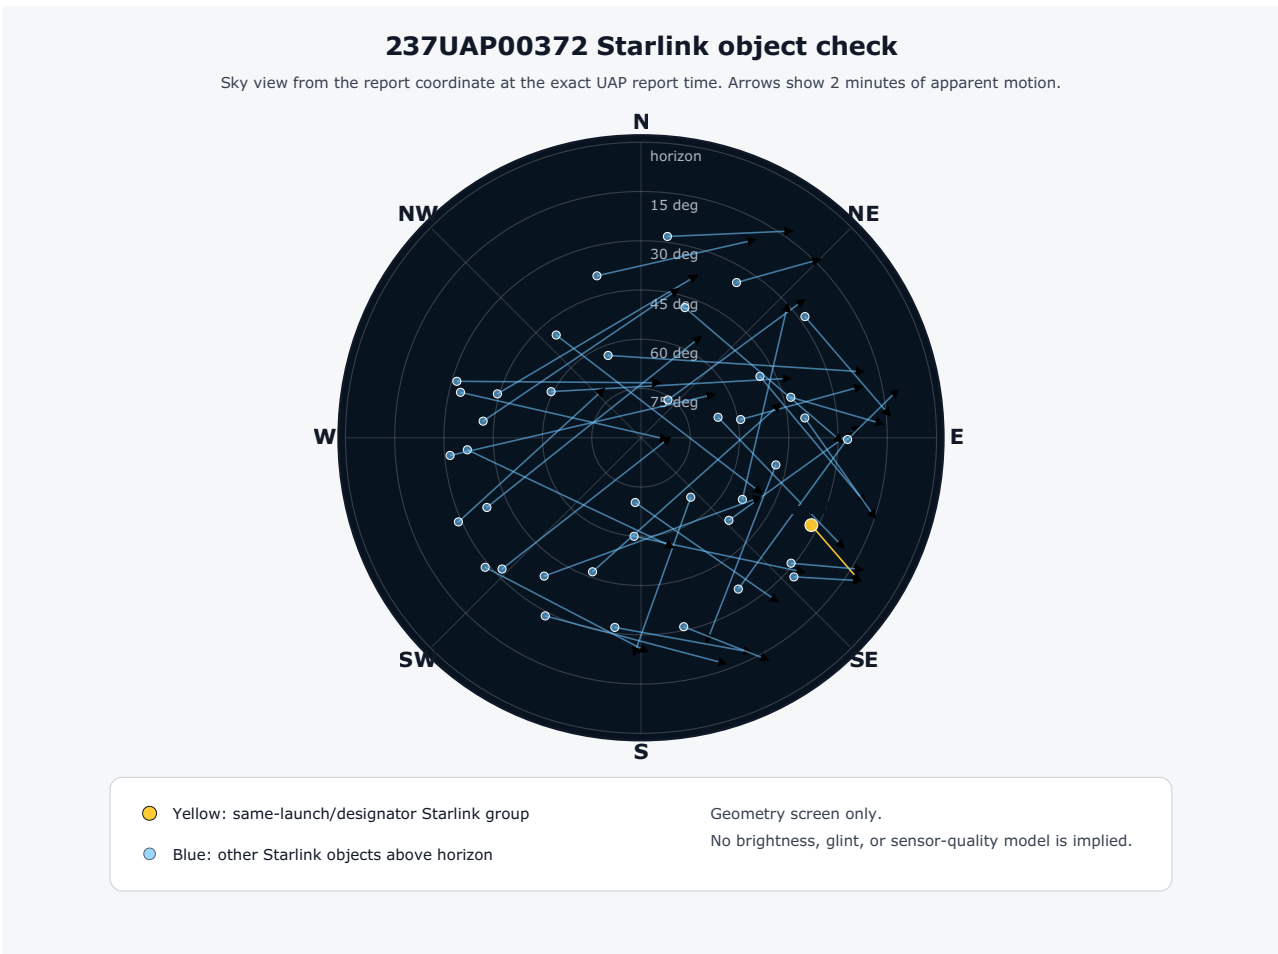 237UAP00372 Starlink object check
Sky view from the report coordinate at the exact UAP report time. Arrows show 2 minutes of apparent motion.
N
horizon
15 deg
NW
NE
30 deg
45 deg
60 deg
75 deg
W
E
SW
SE
S
Yellow: same-launch/designator Starlink group
Geometry screen only.
No brightness, glint, or sensor-quality model is implied.
Blue: other Starlink objects above horizon